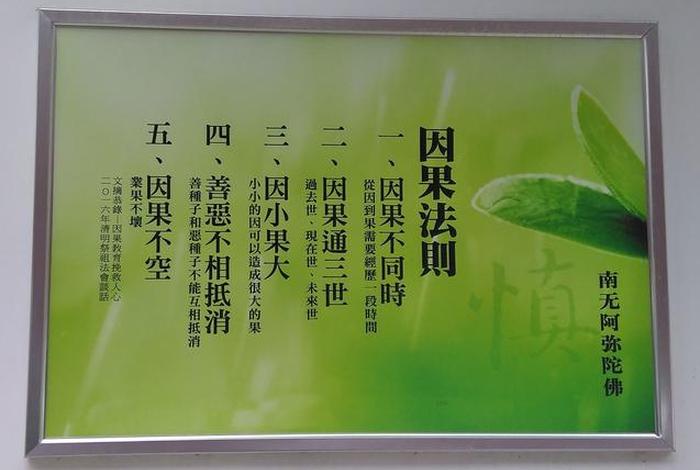 南无阿弥陀佛
慎
因果法則
一、因果不同時
從因到果需要經歷一段時間
二、因果通三世
過去世、現在世、未來世
三、因小果大
小小的因可以造成很大的果
四、善惡不相抵消
善種子和惡種子不能互相抵消
五、因果不空
業果不壞
文摘恭錄—因果教育挽救人心
二〇一六年清明祭祖法會談話